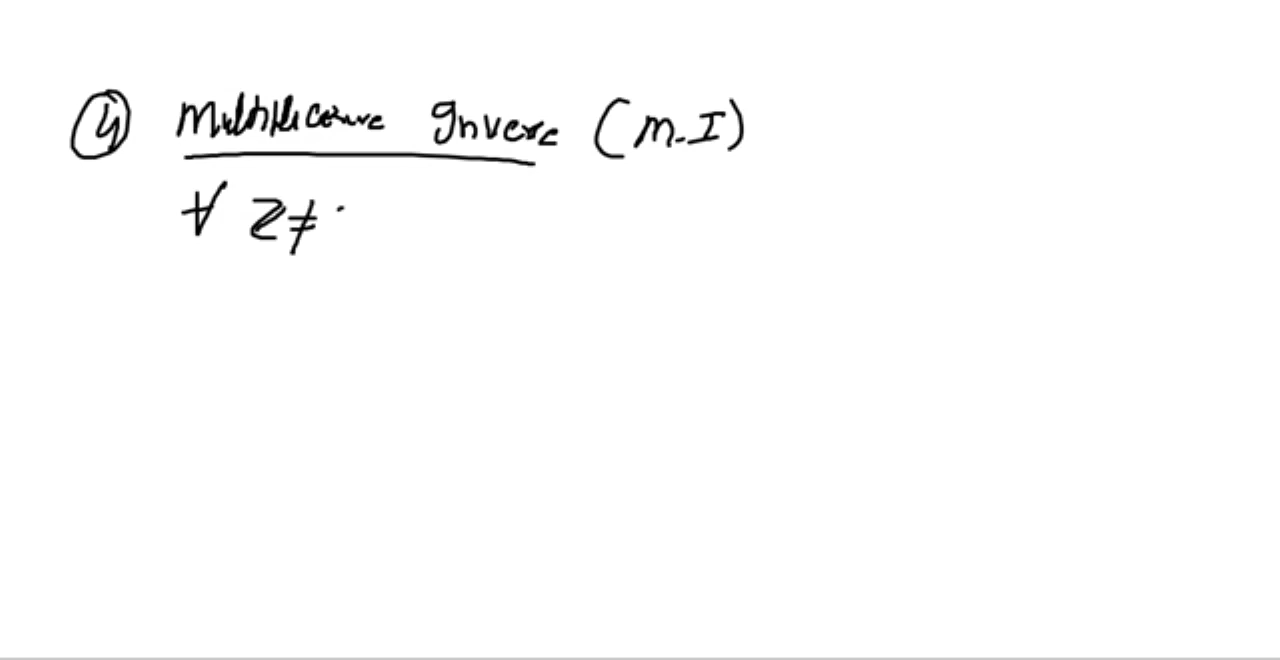 ④ Multiplicative Inverse (M.I)
∀ z ≠